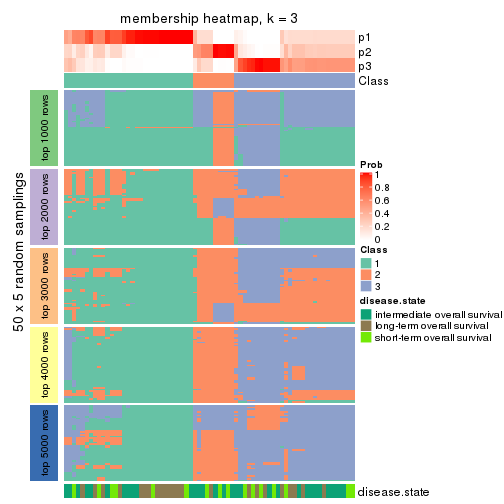 membership heatmap, k = 3
p1
p2
p3
Class
50 x 5 random samplings
top 1000 rows
top 2000 rows
top 3000 rows
top 4000 rows
top 5000 rows
Prob
1
0.8
0.6
0.4
0.2
0
Class
1
2
3
disease.state
intermediate overall survival
long-term overall survival
short-term overall survival
disease.state